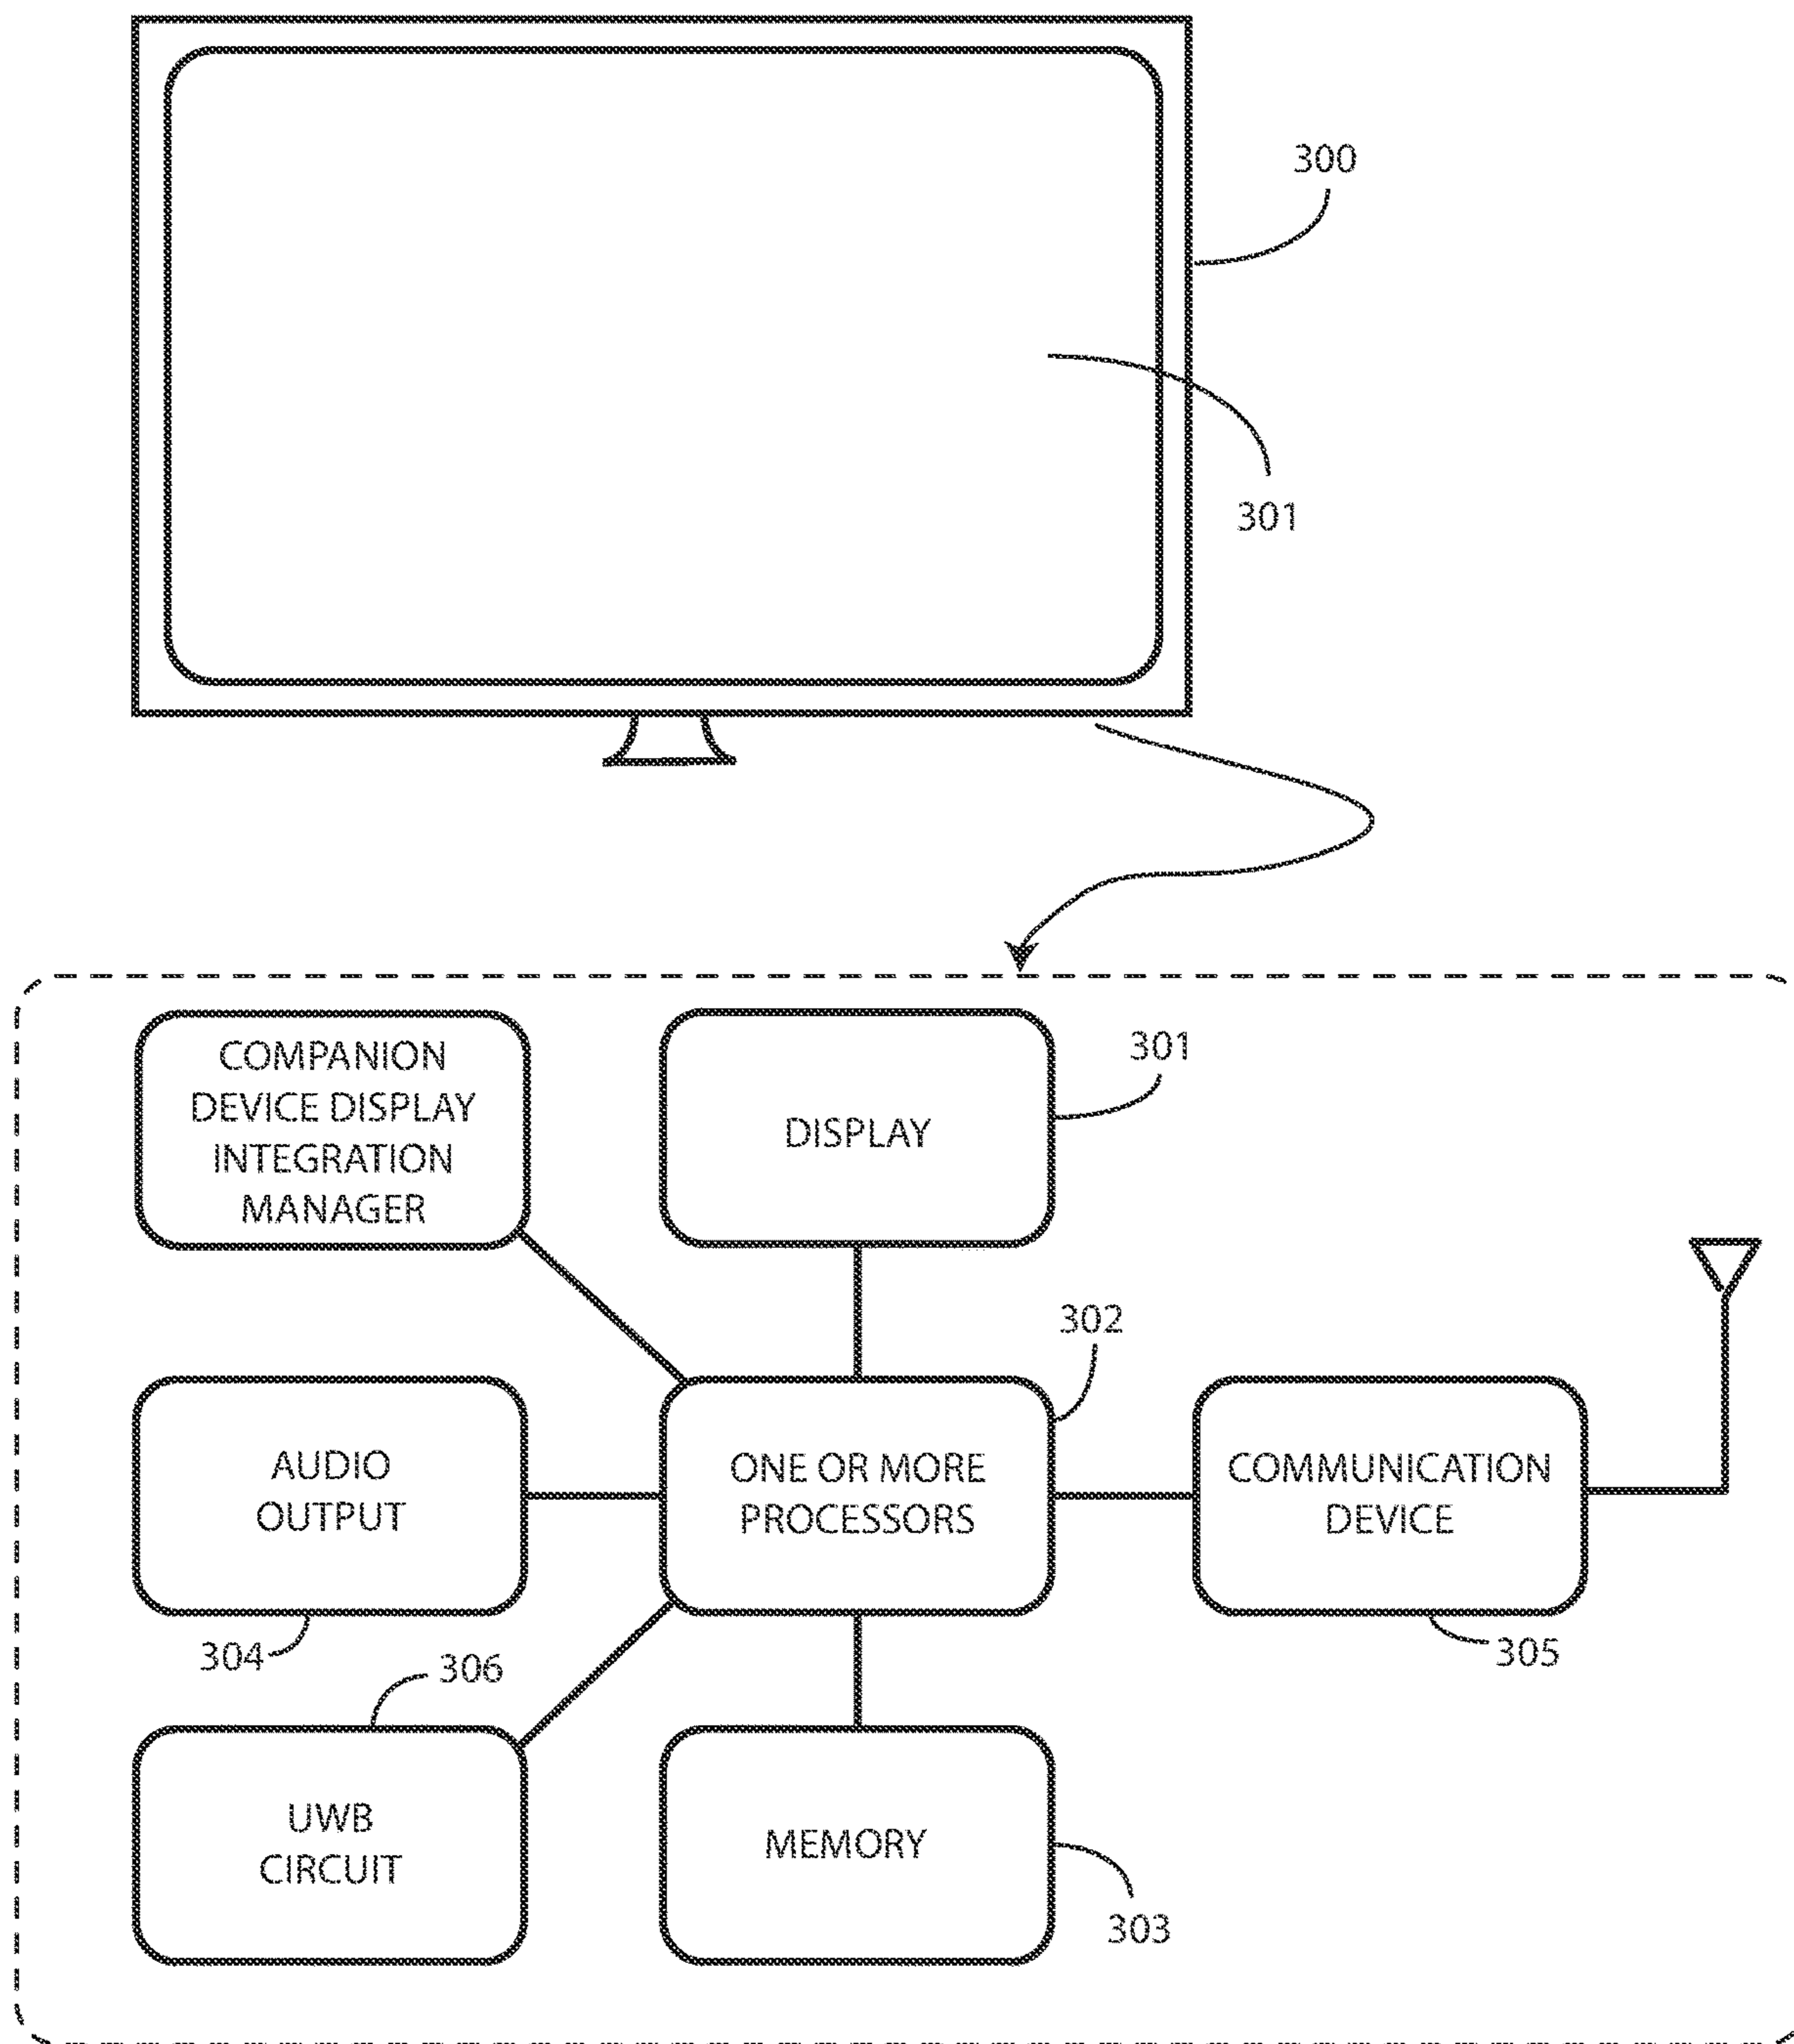 300
301
COMPANION
DEVICE DISPLAY
INTEGRATION
MANAGER
DISPLAY
301
302
AUDIO
OUTPUT
ONE OR MORE
PROCESSORS
COMMUNICATION
DEVICE
304
305
306
UWB
CIRCUIT
MEMORY
303